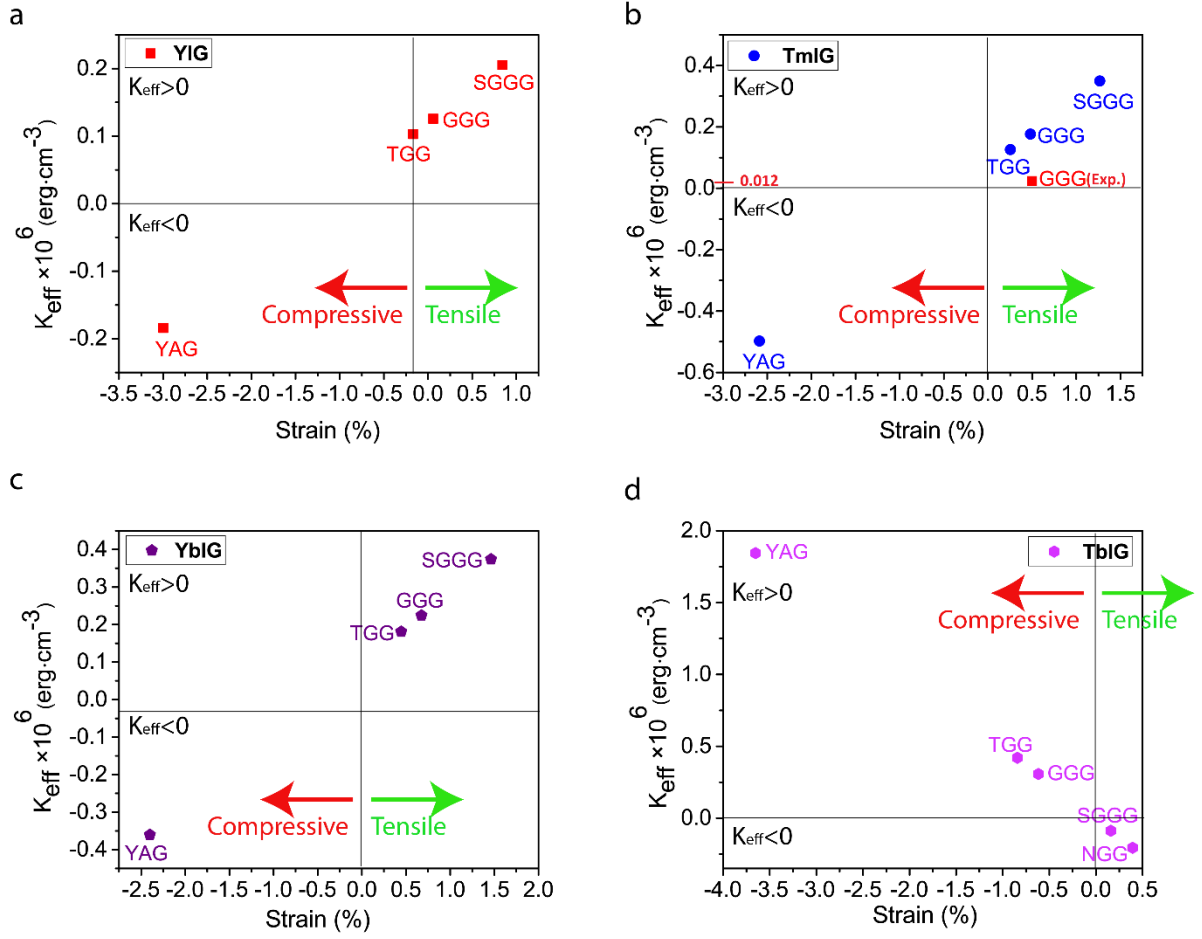 a
YIG
Keff>0
SGGG
GGG
TGG
Keff<0
Compressive
Tensile
YAG
0.2
0.1
0.0
-0.1
-0.2
Keff ×10^6 (erg·cm^-3)
-3.5 -3.0 -2.5 -2.0 -1.5 -1.0 -0.5 0.0 0.5 1.0
Strain (%)
b
TmIG
Keff>0
SGGG
GGG
TGG
GGG(Exp.)
0.012
Keff<0
Compressive
Tensile
YAG
0.4
0.2
0.0
-0.2
-0.4
-0.6
Keff ×10^6 (erg·cm^-3)
-3.0 -2.5 -2.0 -1.5 -1.0 -0.5 0.0 0.5 1.0 1.5
Strain (%)
c
YbIG
Keff>0
SGGG
GGG
TGG
Keff<0
Compressive
Tensile
YAG
0.4
0.3
0.2
0.1
0.0
-0.1
-0.2
-0.3
-0.4
Keff ×10^6 (erg·cm^-3)
-2.5 -2.0 -1.5 -1.0 -0.5 0.0 0.5 1.0 1.5 2.0
Strain (%)
d
YAG
TbIG
Keff>0
Compressive
Tensile
TGG
GGG
SGGG
NGG
Keff<0
2.0
1.5
1.0
0.5
0.0
Keff ×10^6 (erg·cm^-3)
-4.0 -3.5 -3.0 -2.5 -2.0 -1.5 -1.0 -0.5 0.0 0.5
Strain (%)